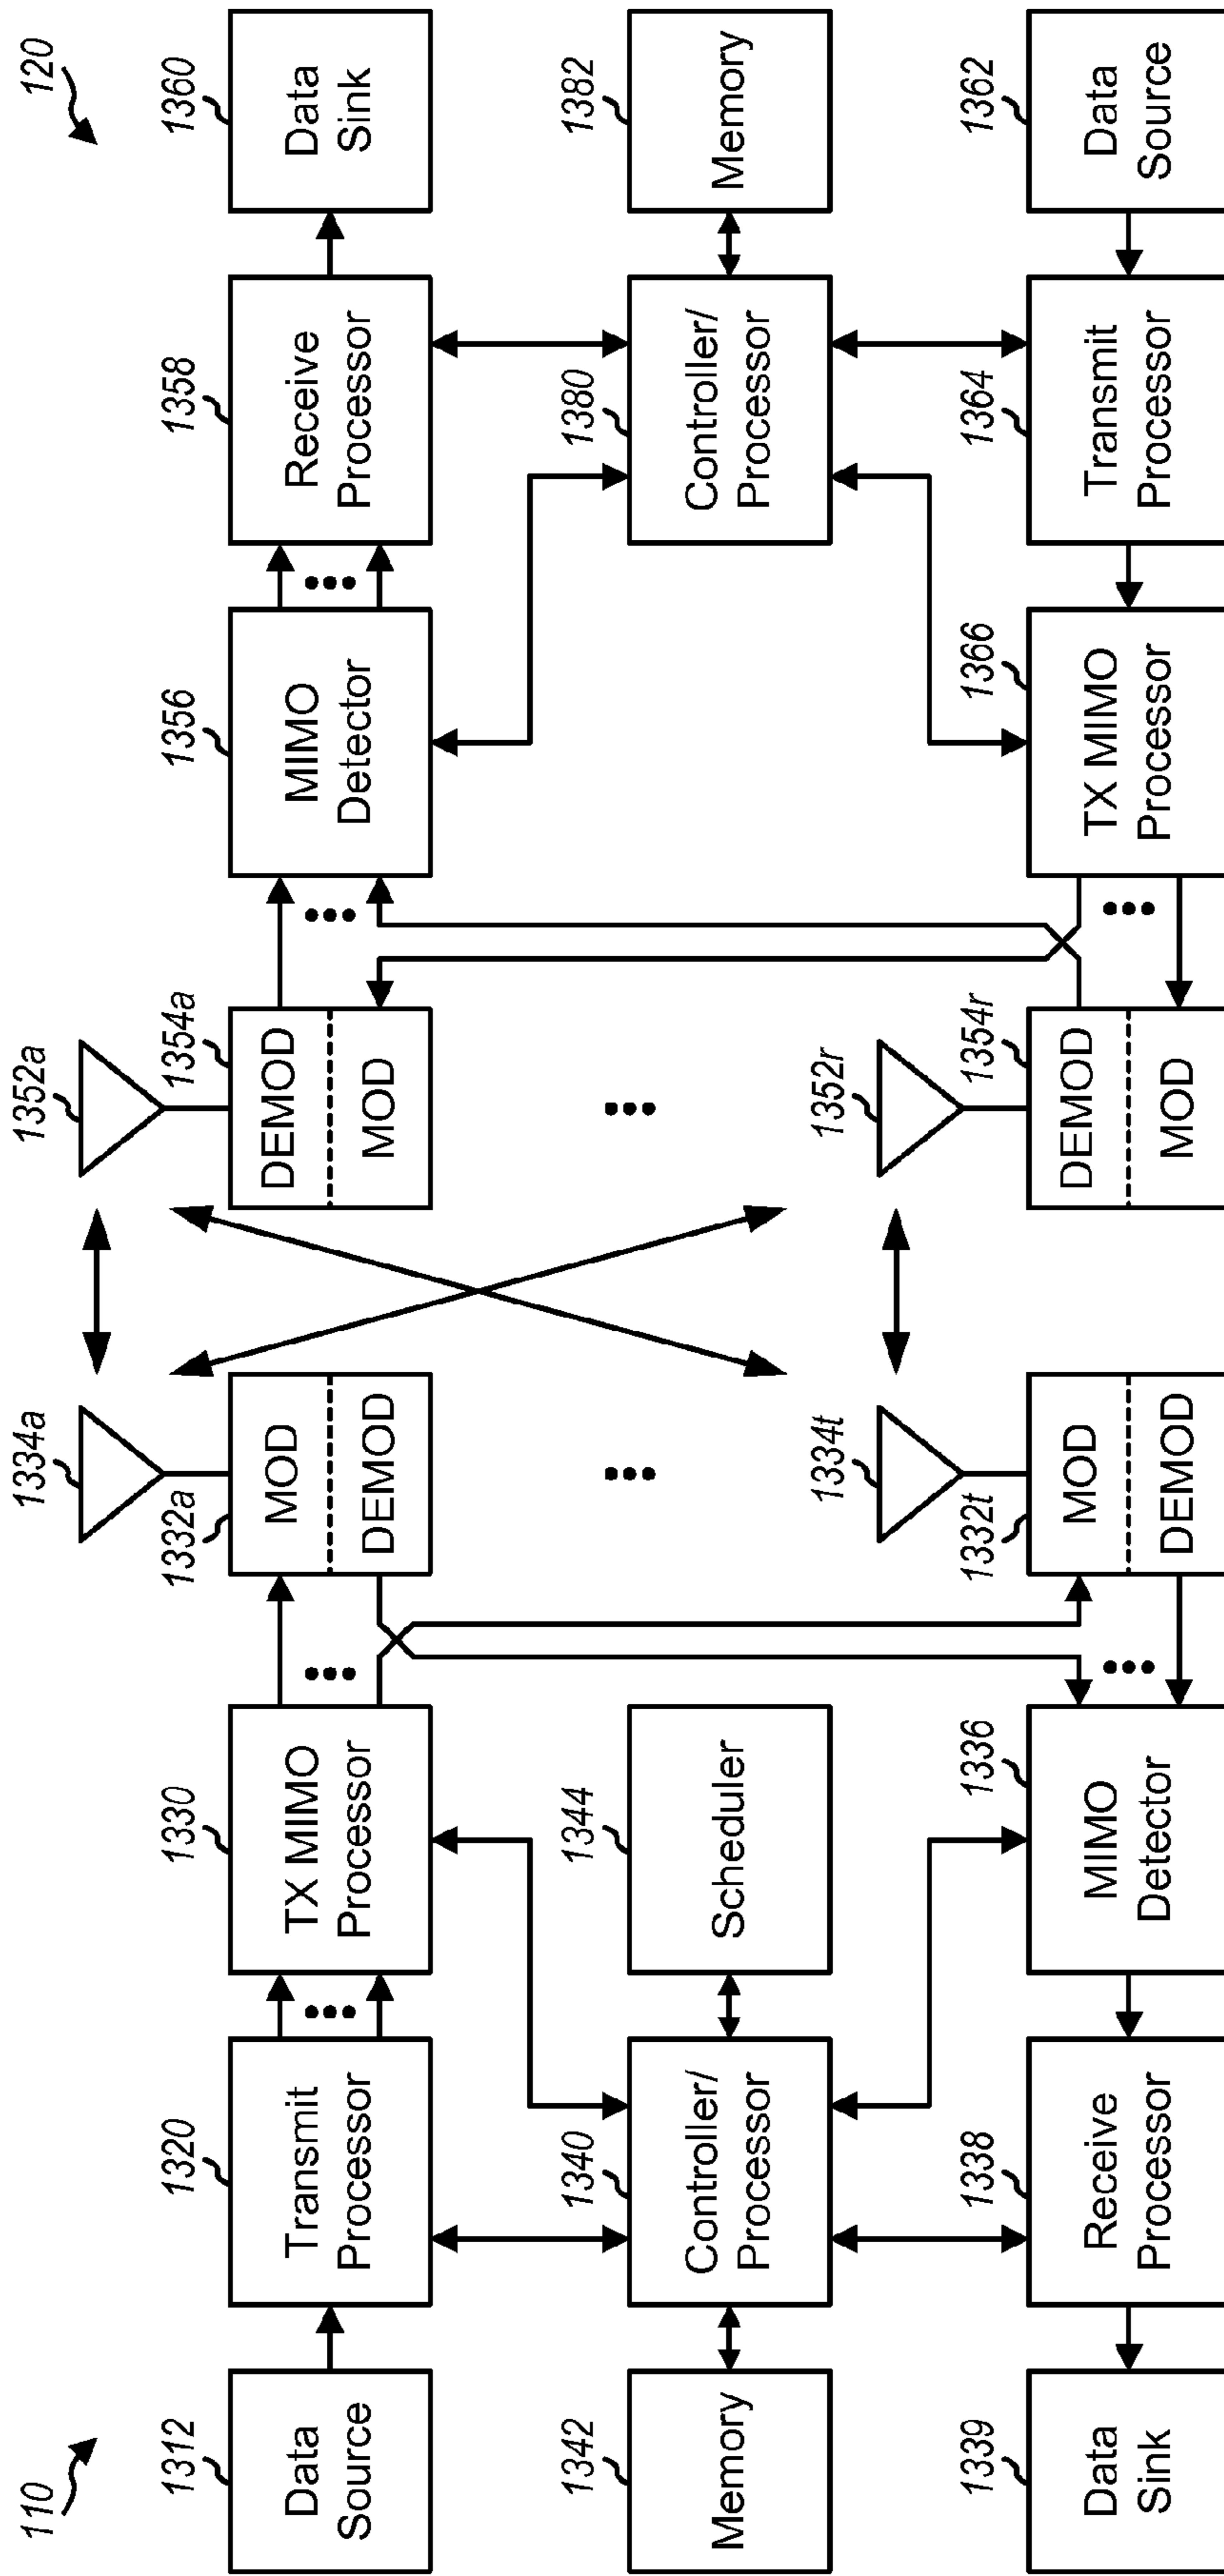 110
120
1334a
1352a
1312
1320
1330
1332a
1354a
1356
1358
1360
Data
Source
Transmit
Processor
TX MIMO
Processor
MOD
DEMOD
DEMOD
MOD
MIMO
Detector
Receive
Processor
Data
Sink
1342
1340
1344
1380
1382
Memory
Controller/
Processor
Scheduler
Controller/
Processor
Memory
1334t
1352r
1339
1338
1336
1332t
1354r
1366
1364
1362
Data
Sink
Receive
Processor
MIMO
Detector
MOD
DEMOD
DEMOD
MOD
TX MIMO
Processor
Transmit
Processor
Data
Source